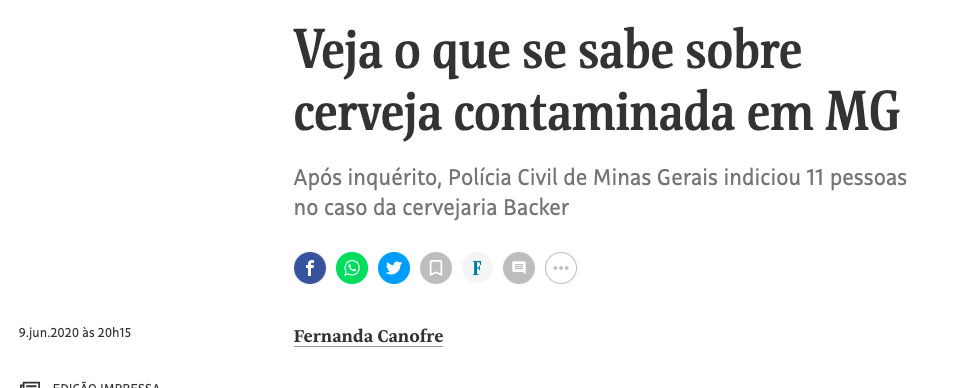 Veja o que se sabe sobre
cerveja contaminada em MG
Após inquérito, Polícia Civil de Minas Gerais indiciou 11 pessoas
no caso da cervejaria Backer
F
9.jun.2020 às 20h15
Fernanda Canofre
EDIÇÃO IMPRESSA